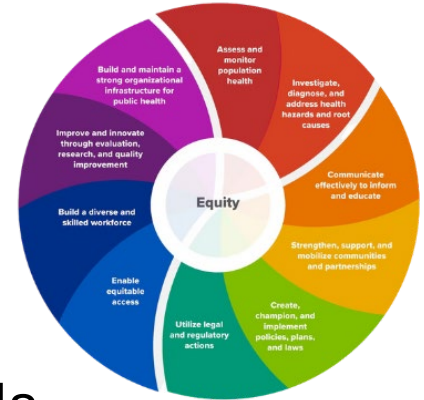 Assess and
monitor
population
health
Investigate,
diagnose, and
address health
hazards and root
causes
Communicate
effectively to inform
and educate
Strengthen, support, and
mobilize communities
and partnerships
Create,
champion, and
implement
policies, plans,
and laws
Utilize legal
and regulatory
actions
Enable
equitable
access
Build a diverse and
skilled workforce
Improve and innovate
through evaluation,
research, and quality
improvement
Build and maintain a
strong organizational
infrastructure for
public health
Equity